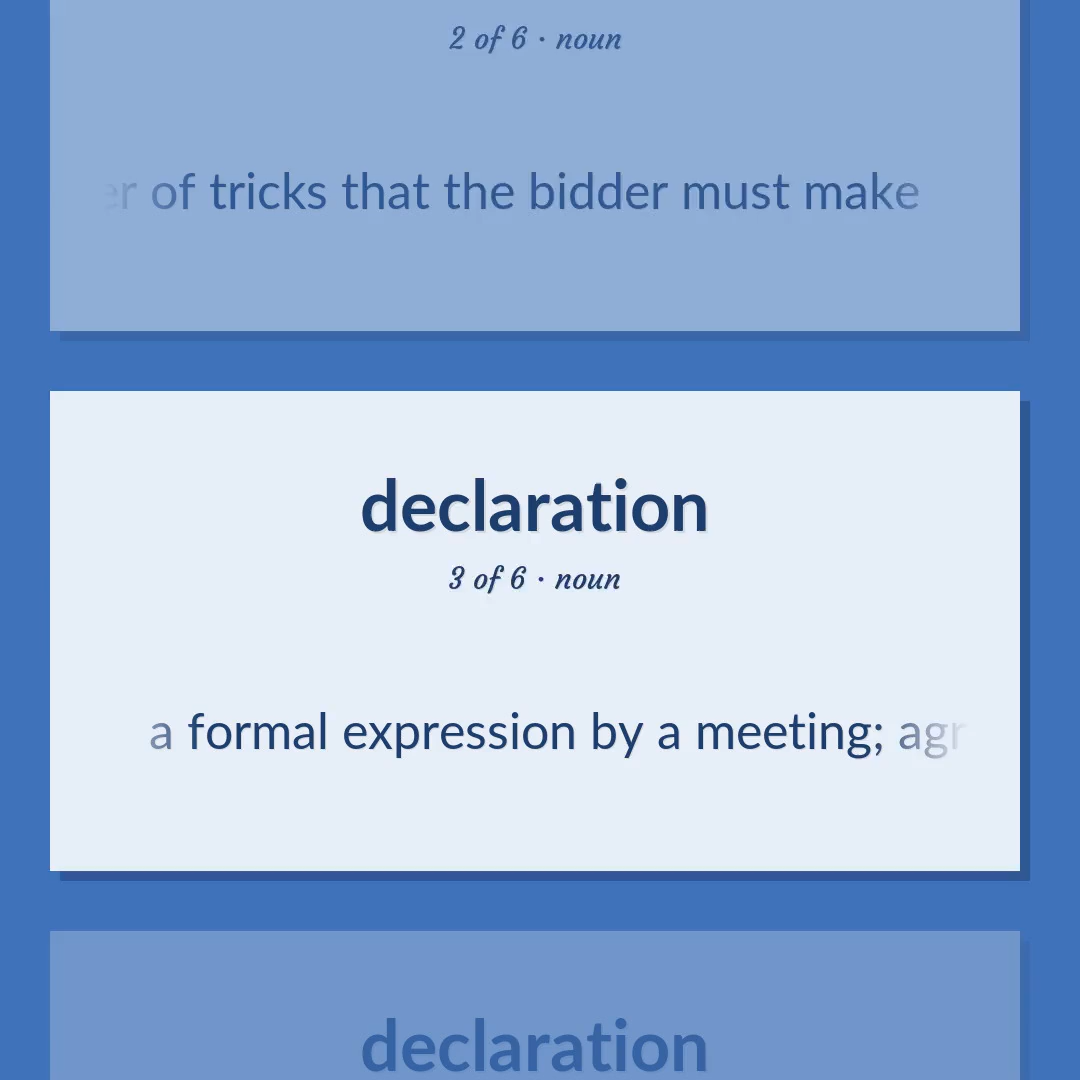 2 of 6 · noun
of tricks that the bidder must make
declaration
3 of 6 · noun
a formal expression by a meeting;
declaration